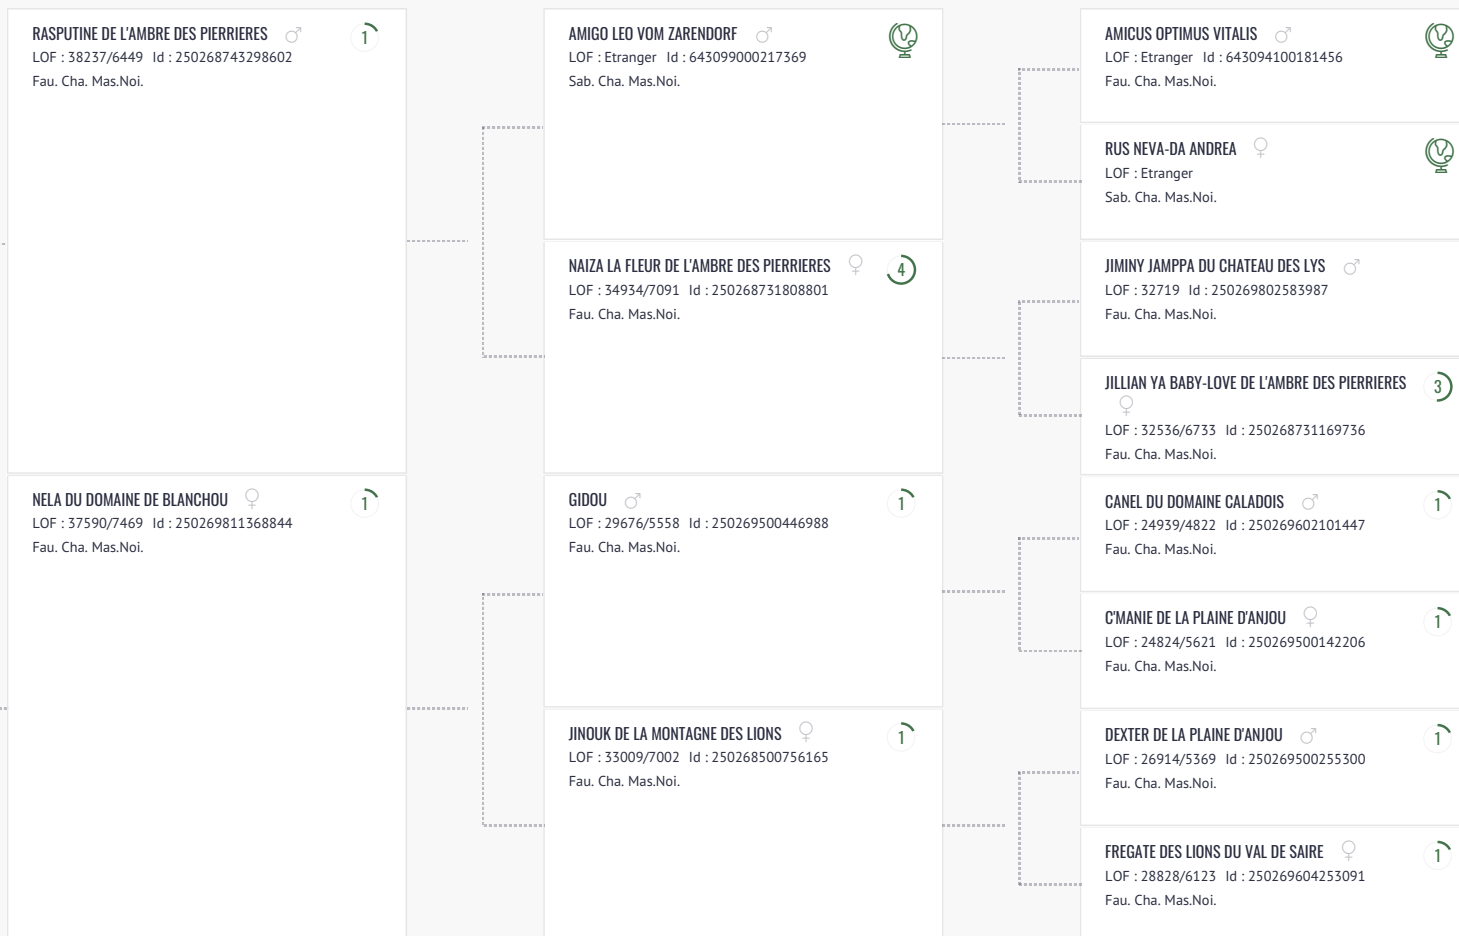 RASPUTINE DE L'AMBRE DES PIERRIERES 1
LOF : 38237/6449 Id : 250268743298602
Fau. Cha. Mas.Noi.
NELA DU DOMAINE DE BLANCHOU 1
LOF : 37590/7469 Id : 250269811368844
Fau. Cha. Mas.Noi.
AMIGO LEO VOM ZARENDORF
LOF : Etranger Id : 643099000217369
Sab. Cha. Mas.Noi.
NAIZA LA FLEUR DE L'AMBRE DES PIERRIERES 4
LOF : 34934/7091 Id : 250268731808801
Fau. Cha. Mas.Noi.
GIDOU 1
LOF : 29676/5558 Id : 250269500446988
Fau. Cha. Mas.Noi.
JINOUK DE LA MONTAGNE DES LIONS 1
LOF : 33009/7002 Id : 250268500756165
Fau. Cha. Mas.Noi.
AMICUS OPTIMUS VITALIS
LOF : Etranger Id : 643094100181456
Fau. Cha. Mas.Noi.
RUS NEVA-DA ANDREA
LOF : Etranger
Sab. Cha. Mas.Noi.
JIMINY JAMPPA DU CHATEAU DES LYS
LOF : 32719 Id : 250269802583987
Fau. Cha. Mas.Noi.
JILLIAN YA BABY-LOVE DE L'AMBRE DES PIERRIERES 3
LOF : 32536/6733 Id : 250268731169736
Fau. Cha. Mas.Noi.
CANEL DU DOMAINE CALADOIS 1
LOF : 24939/4822 Id : 250269602101447
Fau. Cha. Mas.Noi.
C'MANIE DE LA PLAINE D'ANJOU 1
LOF : 24824/5621 Id : 250269500142206
Fau. Cha. Mas.Noi.
DEXTER DE LA PLAINE D'ANJOU 1
LOF : 26914/5369 Id : 250269500255300
Fau. Cha. Mas.Noi.
FREGATE DES LIONS DU VAL DE SAIRE 1
LOF : 28828/6123 Id : 250269604253091
Fau. Cha. Mas.Noi.